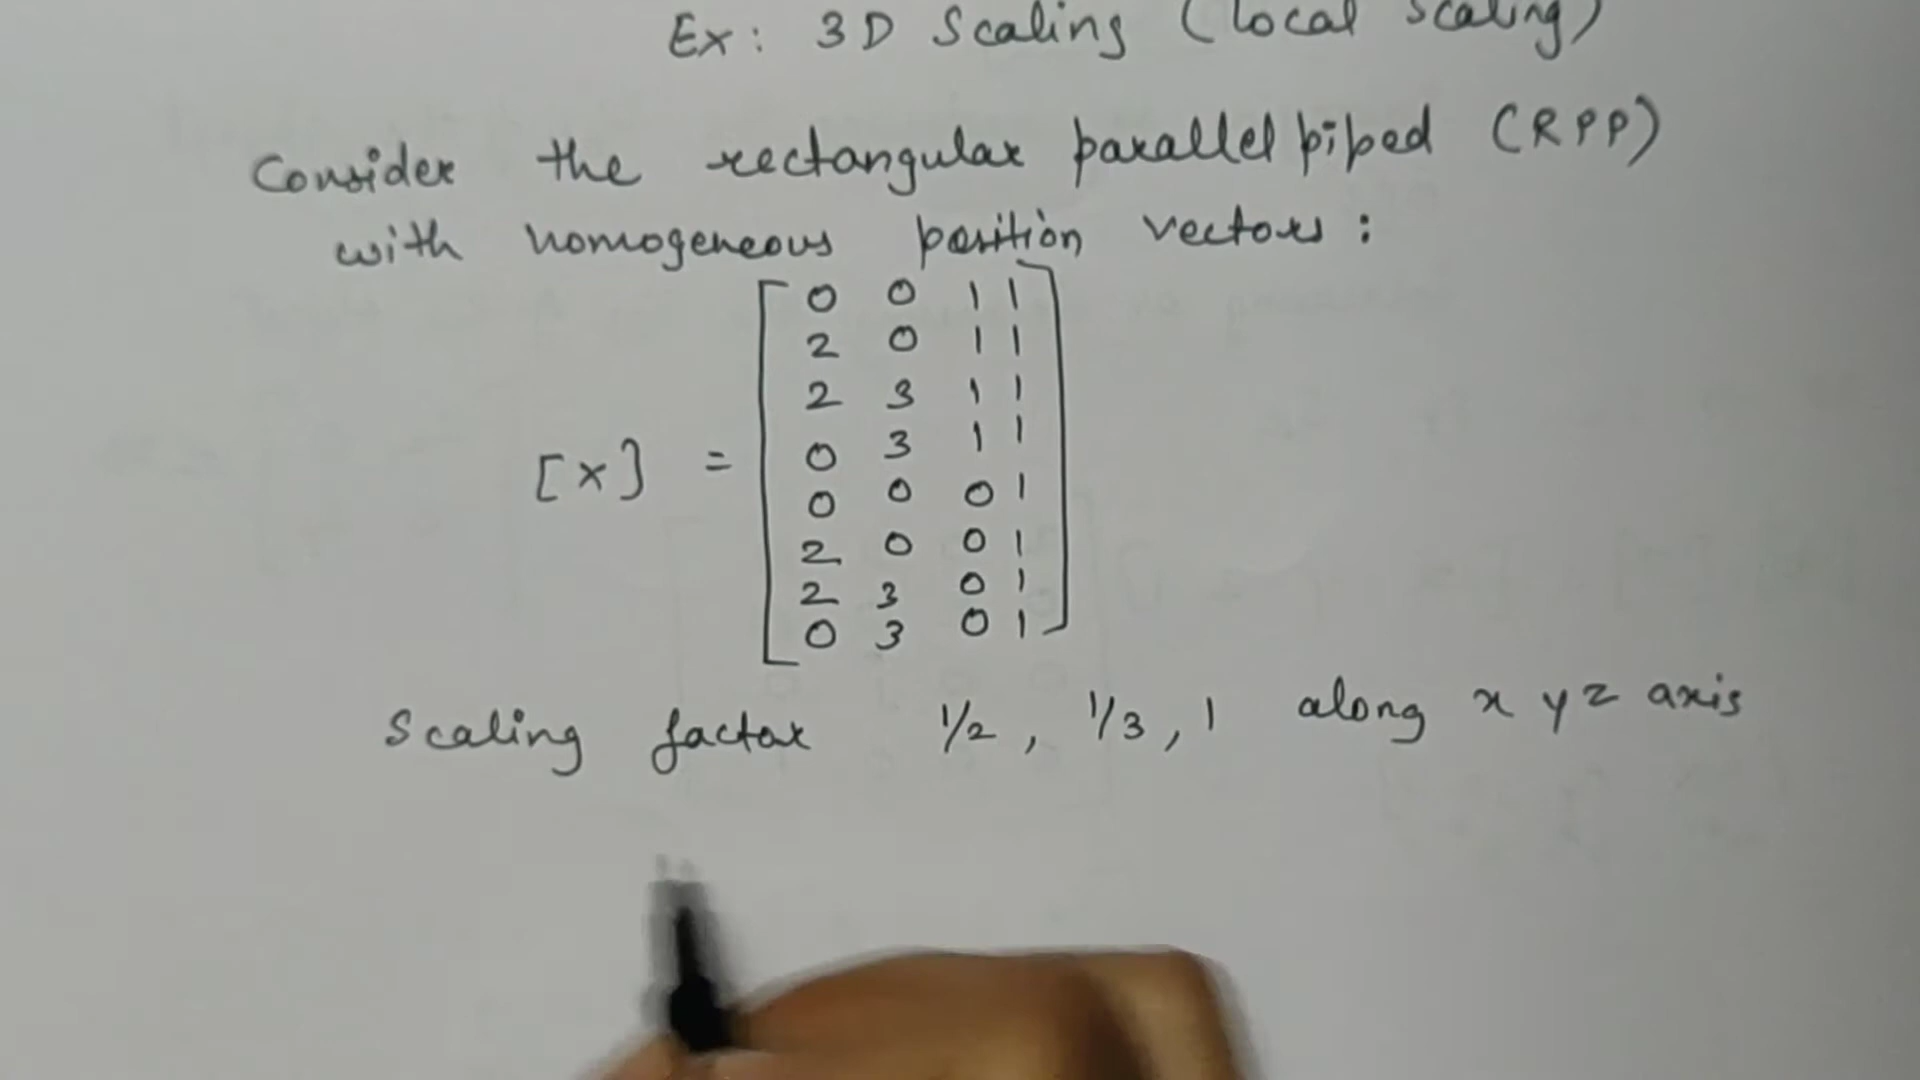 Ex: 3D Scaling (local scaling)
Consider the rectangular parallelpiped (RPP)
with homogeneous position vectors:
[x] = [
0 0 1 1
2 0 1 1
2 3 1 1
0 3 1 1
0 0 0 1
2 0 0 1
2 3 0 1
0 3 0 1
]
Scaling factor 1/2, 1/3, 1 along x y z axis